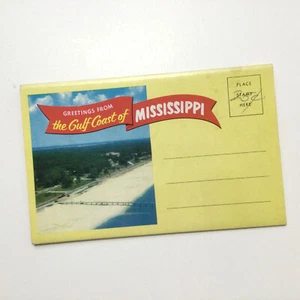 GREETINGS FROM
the Gulf Coast of
MISSISSIPPI
PLACE
STAMP
HERE